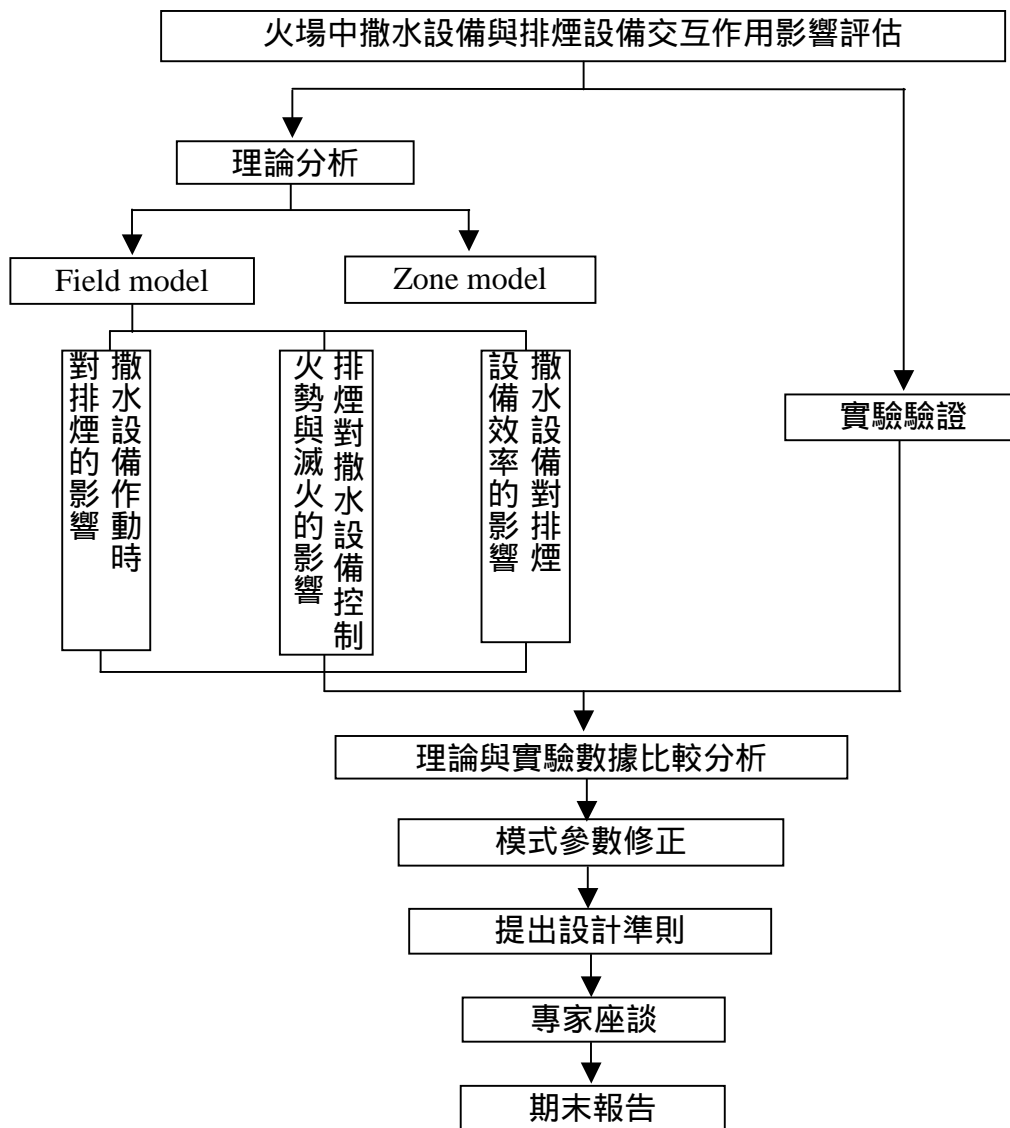 火場中撒水設備與排煙設備交互作用影響評估
理論分析
Field model
Zone model
撒水設備作動時
對排煙的影響
排煙對撒水設備控制
火勢與滅火的影響
撒水設備對排煙
設備效率的影響
實驗驗證
理論與實驗數據比較分析
模式參數修正
提出設計準則
專家座談
期末報告